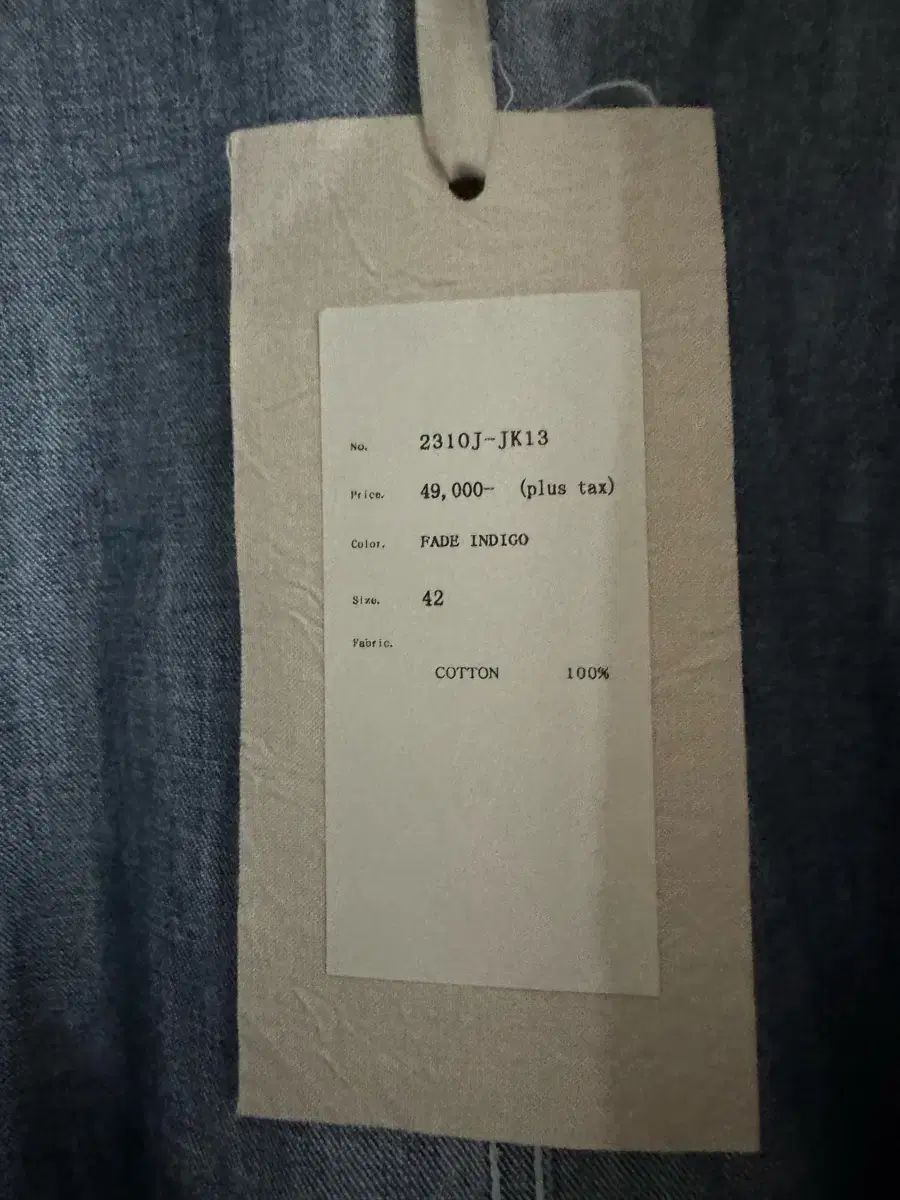 No. 2310J-JK13
Price. 49,000- (plus tax)
Color. FADE INDIGO
Size. 42
Fabric.
COTTON 100%